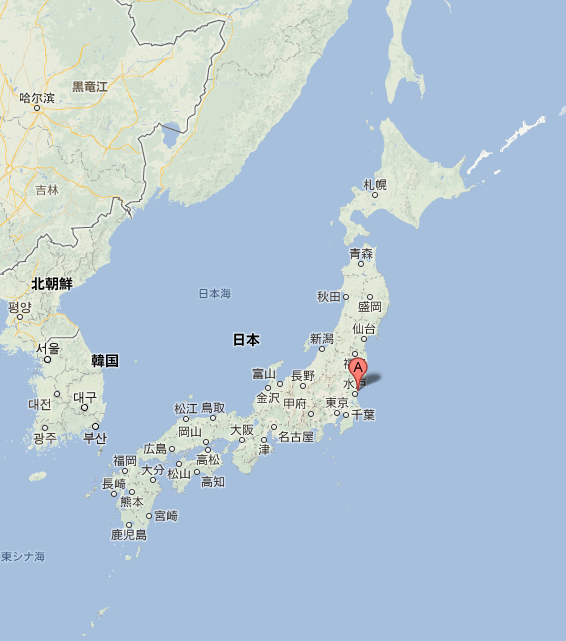 黒竜江
哈尔滨
吉林
札幌
青森
北朝鮮
日本海
秋田
盛岡
평양
仙台
日本
新潟
서울
韓国
富山
長野
水
金沢
甲府
東京
千葉
대전
대구
松江
鳥取
광주
부산
岡山
大阪
名古屋
広島
津
福岡
大分
松山
高松
長崎
高知
熊本
宮崎
鹿児島
東シナ海
A